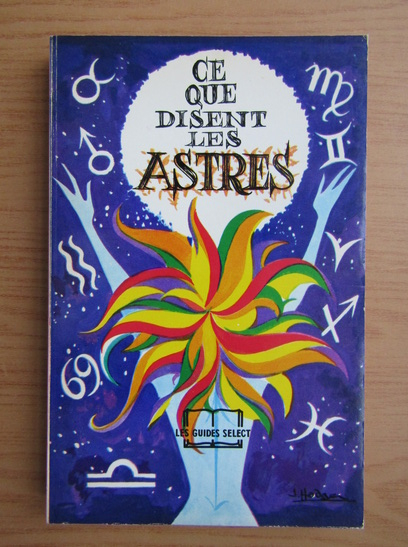 CE
QUE
DISENT
LES
ASTRES
LES GUIDES SELECT